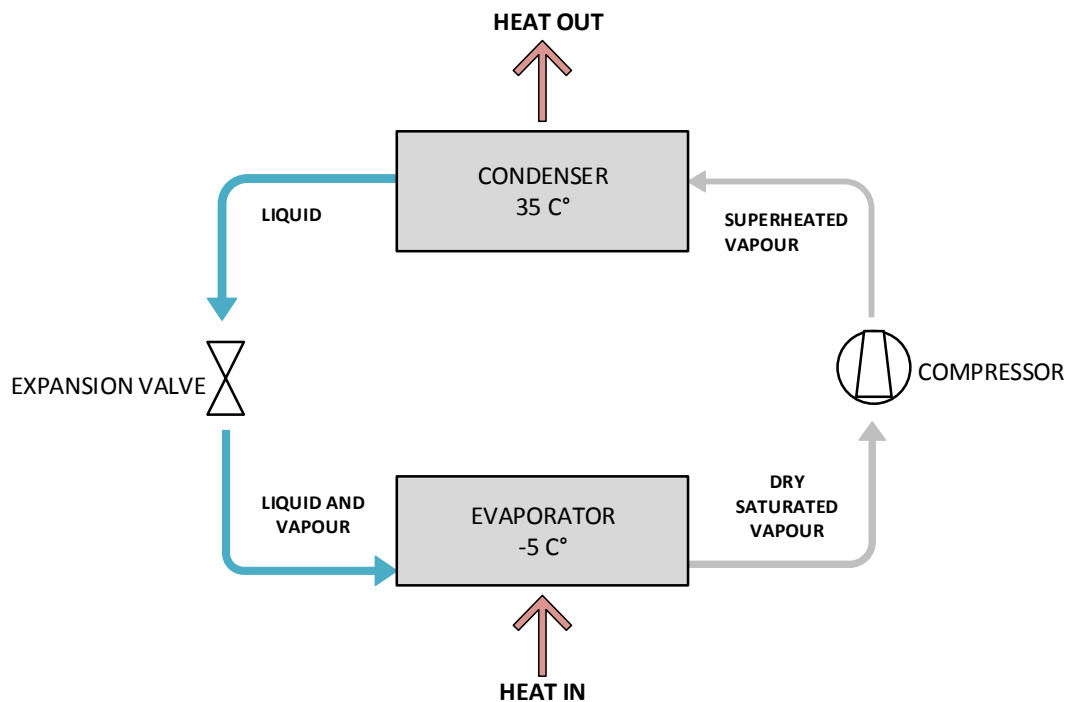 HEAT OUT
CONDENSER
35 C°
LIQUID
SUPERHEATED
VAPOUR
EXPANSION VALVE
COMPRESSOR
LIQUID AND
VAPOUR
EVAPORATOR
-5 C°
DRY
SATURATED
VAPOUR
HEAT IN